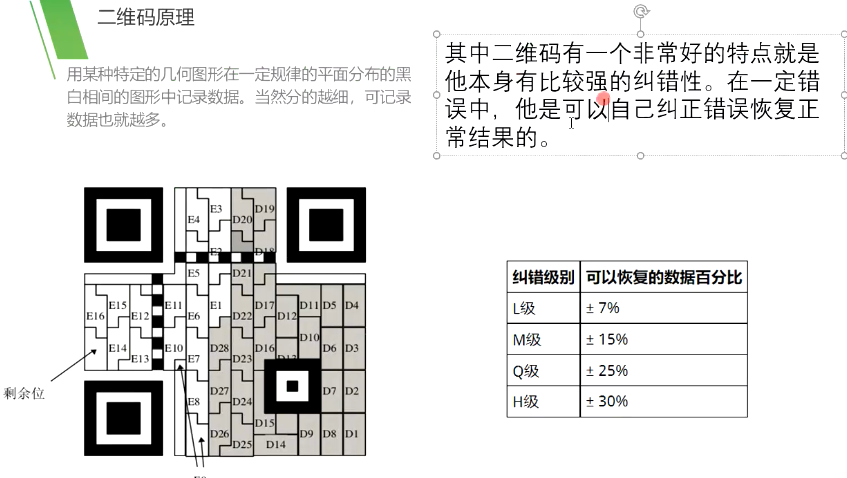 二维码原理
用某种特定的几何图形在一定规律的平面分布的黑
白相间的图形中记录数据。当然分的越细，可记录
数据也就越多。
其中二维码有一个非常好的特点就是
他本身有比较强的纠错性。在一定错
误中，他是可以自己纠正错误恢复正
常结果的。
E4 E3 D20 D19
E2 D18
E5 D21
E16 E15 E12 E11 E6 E1 D22 D17 D12 D11 D5 D4
E14 E13 E10 E7 D28 D23 D16 D13 D10 D6 D3
E8 D27 D24 D7 D2
D26 D25 D15 D14 D9 D8 D1
剩余位
纠错级别 可以恢复的数据百分比
L级 ± 7%
M级 ± 15%
Q级 ± 25%
H级 ± 30%